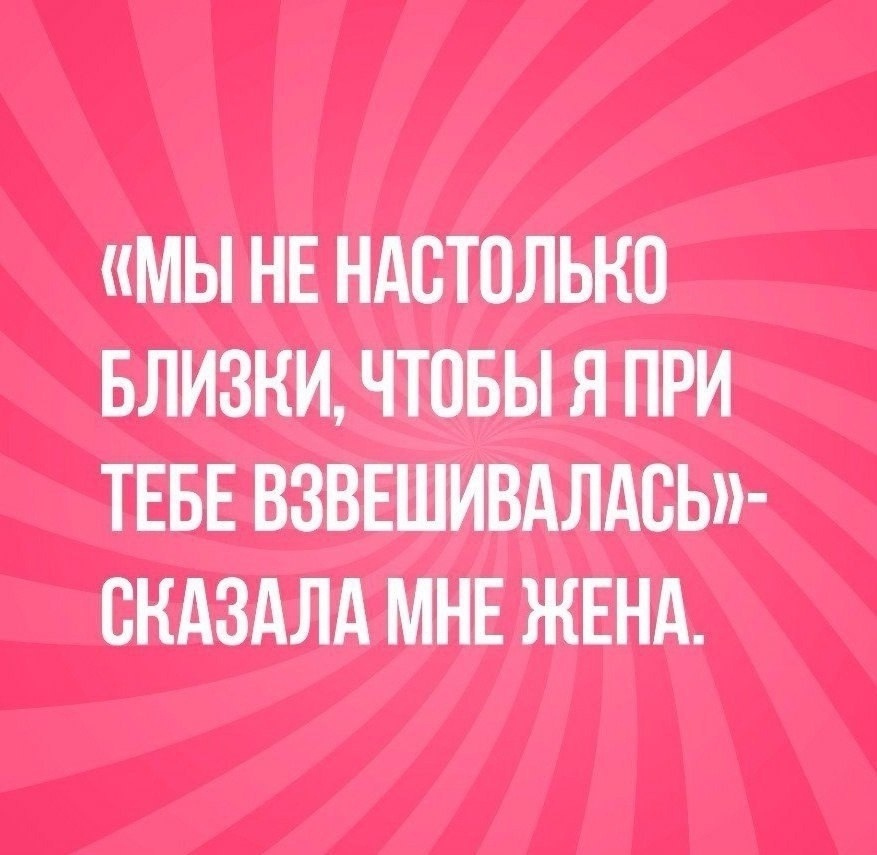 «МЫ НЕ НАСТОЛЬКО
БЛИЗКИ, ЧТОБЫ Я ПРИ
ТЕБЕ ВЗВЕШИВАЛАСЬ»-
СКАЗАЛА МНЕ ЖЕНА.